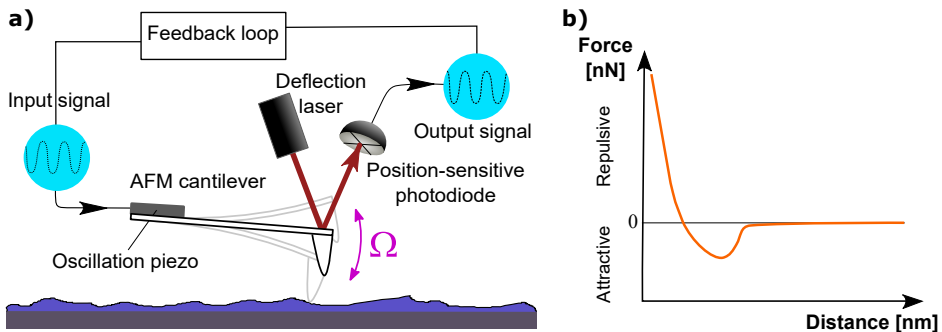 a)
Feedback loop
Input signal
Deflection
laser
Output signal
Position-sensitive
photodiode
AFM cantilever
Oscillation piezo
Ω
b)
Force
[nN]
Repulsive
0
Attractive
Distance [nm]